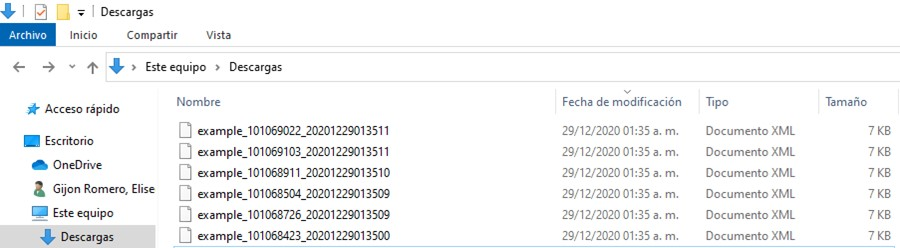 Descargas
Archivo Inicio Compartir Vista
Este equipo > Descargas
Nombre Fecha de modificación Tipo Tamaño
Acceso rápido
Escritorio
OneDrive
Gijon Romero, Elise
Este equipo
Descargas
example_101069022_20201229013511 29/12/2020 01:35 a. m. Documento XML 7 KB
example_101069103_20201229013511 29/12/2020 01:35 a. m. Documento XML 7 KB
example_101068911_20201229013510 29/12/2020 01:35 a. m. Documento XML 7 KB
example_101068504_20201229013509 29/12/2020 01:35 a. m. Documento XML 7 KB
example_101068726_20201229013509 29/12/2020 01:35 a. m. Documento XML 7 KB
example_101068423_20201229013500 29/12/2020 01:35 a. m. Documento XML 7 KB